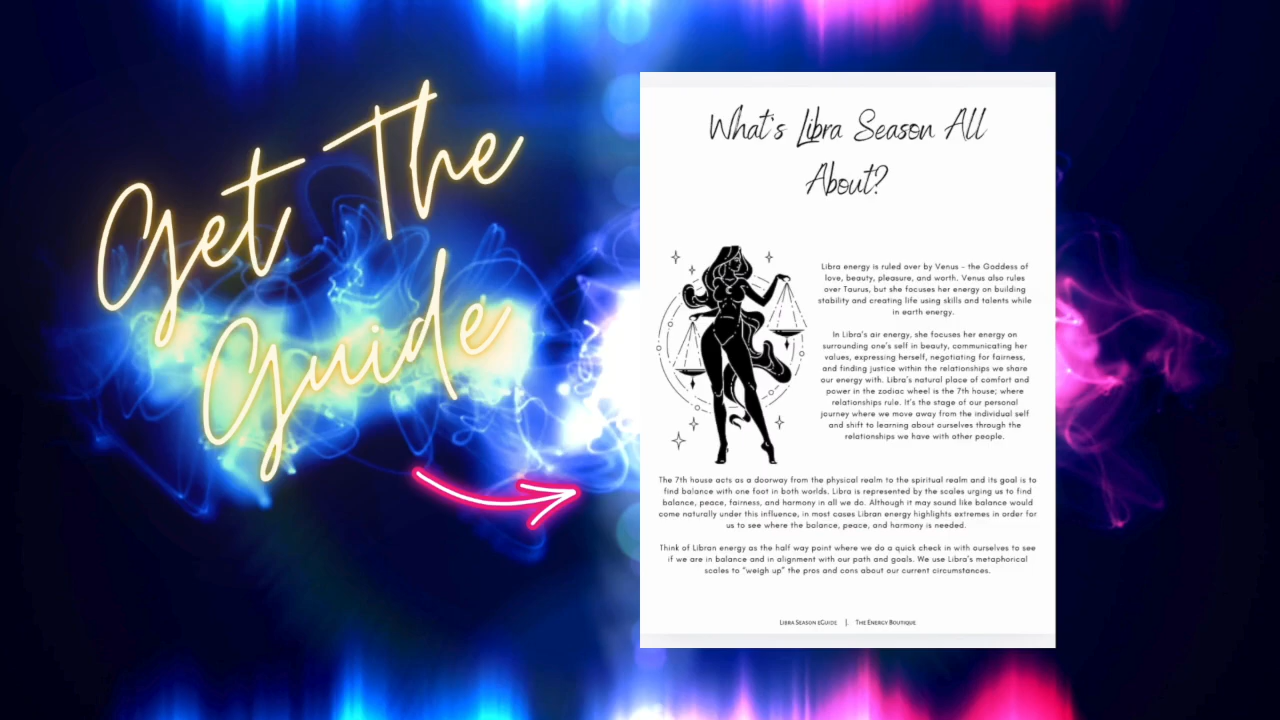 Get The
Guide
What's Libra Season All
About?
Libra energy is ruled over by Venus - the Goddess of
love, beauty, pleasure, and worth. Venus also rules
over Taurus, but she focuses her energy on building
stability and creating life using skills and talents while
in earth energy.
In Libra's air energy, she focuses her energy on
surrounding one's self in beauty, communicating her
values, expressing herself, negotiating for fairness,
and finding justice within the relationships we share
our energy with. Libra's natural place of comfort and
power in the zodiac wheel is the 7th house; where
relationships rule. It's the stage of our personal
journey where we move away from the individual self
and shift to learning about ourselves through the
relationships we have with other people.
The 7th house acts as a doorway from the physical realm to the spiritual realm and its goal is to
find balance with one foot in both worlds. Libra is represented by the scales urging us to find
balance, peace, fairness, and harmony in all we do. Although it may sound like balance would
come naturally under this influence, in most cases Libran energy highlights extremes in order for
us to see where the balance, peace, and harmony is needed.
Think of Libran energy as the half way point where we do a quick check in with ourselves to see
if we are in balance and in alignment with our path and goals. We use Libra's metaphorical
scales to "weigh up" the pros and cons about our current circumstances.
Libra Season eGuide | The Energy Boutique